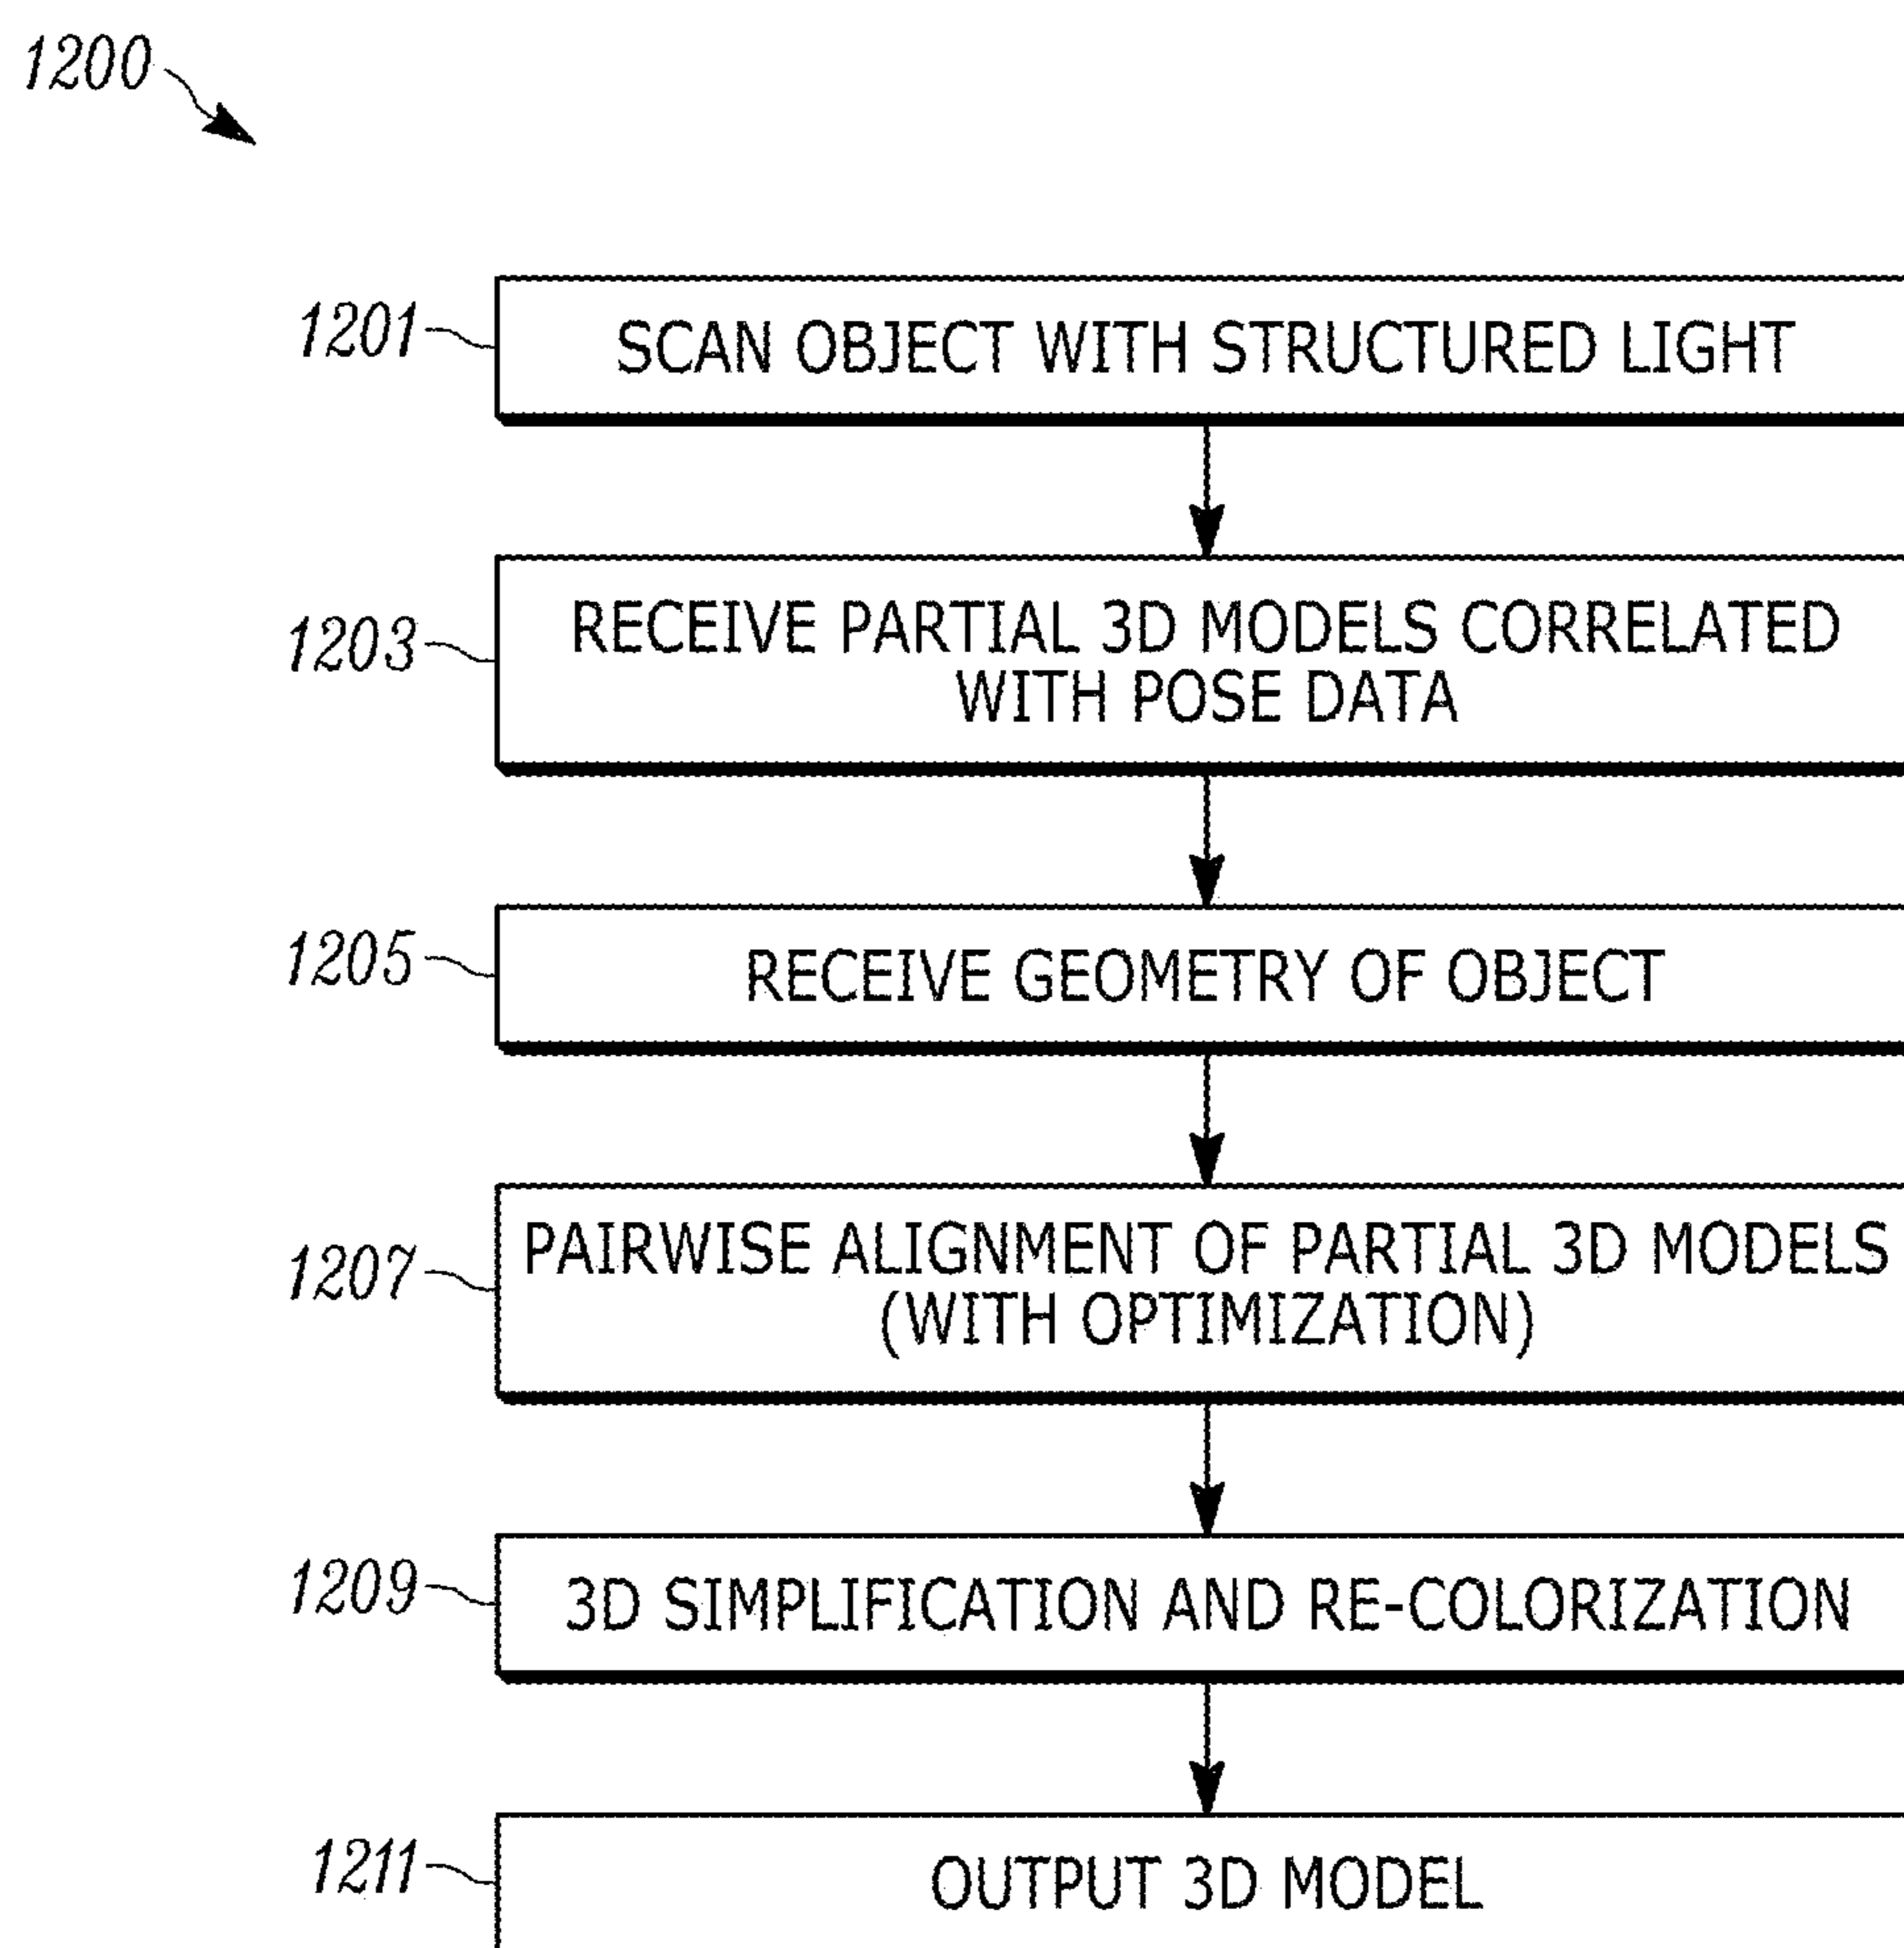 1200
1201
SCAN OBJECT WITH STRUCTURED LIGHT
1203
RECEIVE PARTIAL 3D MODELS CORRELATED
WITH POSE DATA
1205
RECEIVE GEOMETRY OF OBJECT
1207
PAIRWISE ALIGNMENT OF PARTIAL 3D MODELS
(WITH OPTIMIZATION)
1209
3D SIMPLIFICATION AND RE-COLORIZATION
1211
OUTPUT 3D MODEL